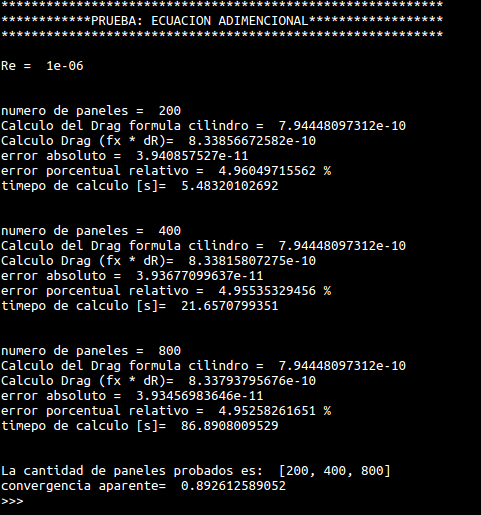 ***********************************************************
************PRUEBA: ECUACION ADIMENCIONAL******************
***********************************************************
Re =  1e-06
numero de paneles =  200
Calculo del Drag formula cilindro =  7.94448097312e-10
Calculo Drag (fx * dR)=  8.33856672582e-10
error absoluto =  3.940857527e-11
error porcentual relativo =  4.96049715562 %
timepo de calculo [s]=  5.48320102692
numero de paneles =  400
Calculo del Drag formula cilindro =  7.94448097312e-10
Calculo Drag (fx * dR)=  8.33815807275e-10
error absoluto =  3.93677099637e-11
error porcentual relativo =  4.95535329456 %
timepo de calculo [s]=  21.6570799351
numero de paneles =  800
Calculo del Drag formula cilindro =  7.94448097312e-10
Calculo Drag (fx * dR)=  8.33793795676e-10
error absoluto =  3.93456983646e-11
error porcentual relativo =  4.95258261651 %
timepo de calculo [s]=  86.8908009529
La cantidad de paneles probados es:  [200, 400, 800]
convergencia aparente=  0.892612589052
>>>